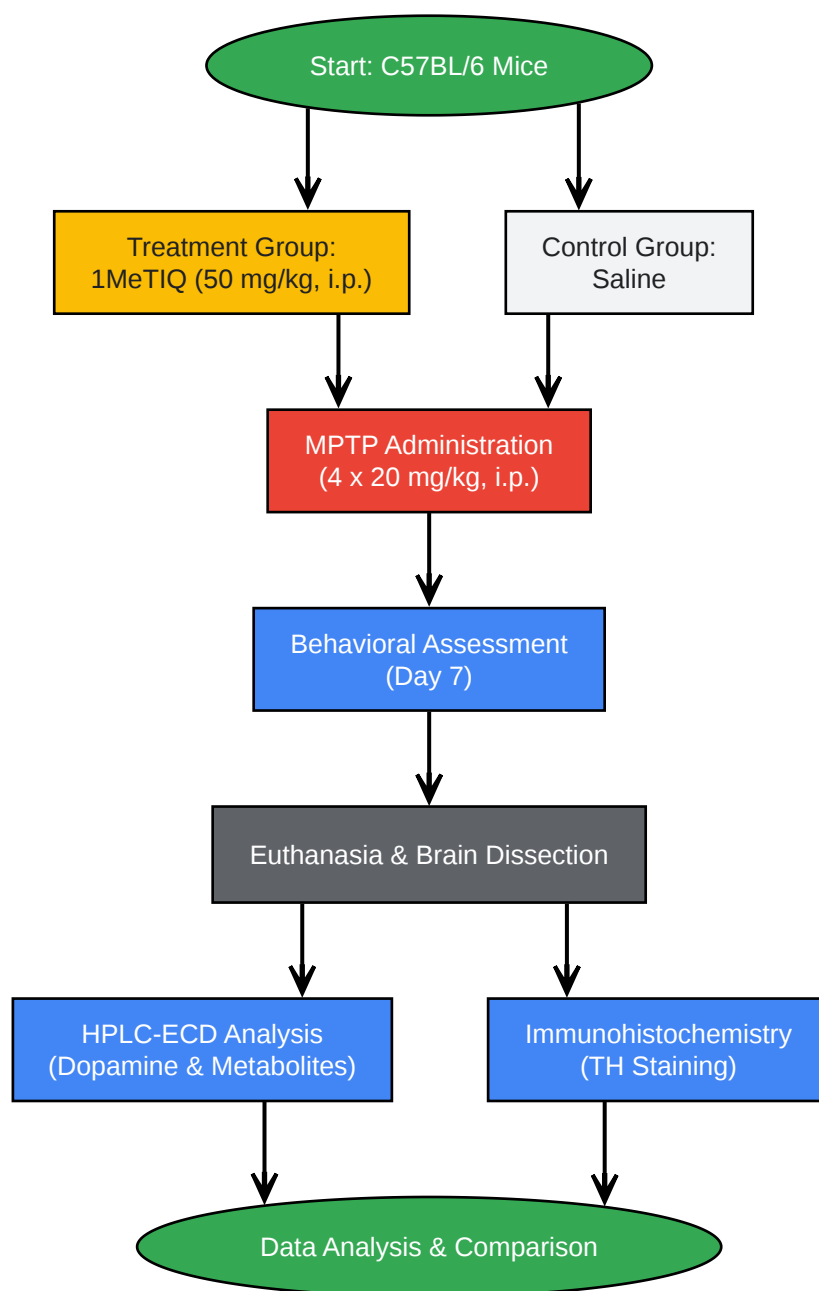 Start: C57BL/6 Mice
Treatment Group:
1MeTIQ (50 mg/kg, i.p.)
Control Group:
Saline
MPTP Administration
(4 x 20 mg/kg, i.p.)
Behavioral Assessment
(Day 7)
Euthanasia & Brain Dissection
HPLC-ECD Analysis
(Dopamine & Metabolites)
Immunohistochemistry
(TH Staining)
Data Analysis & Comparison